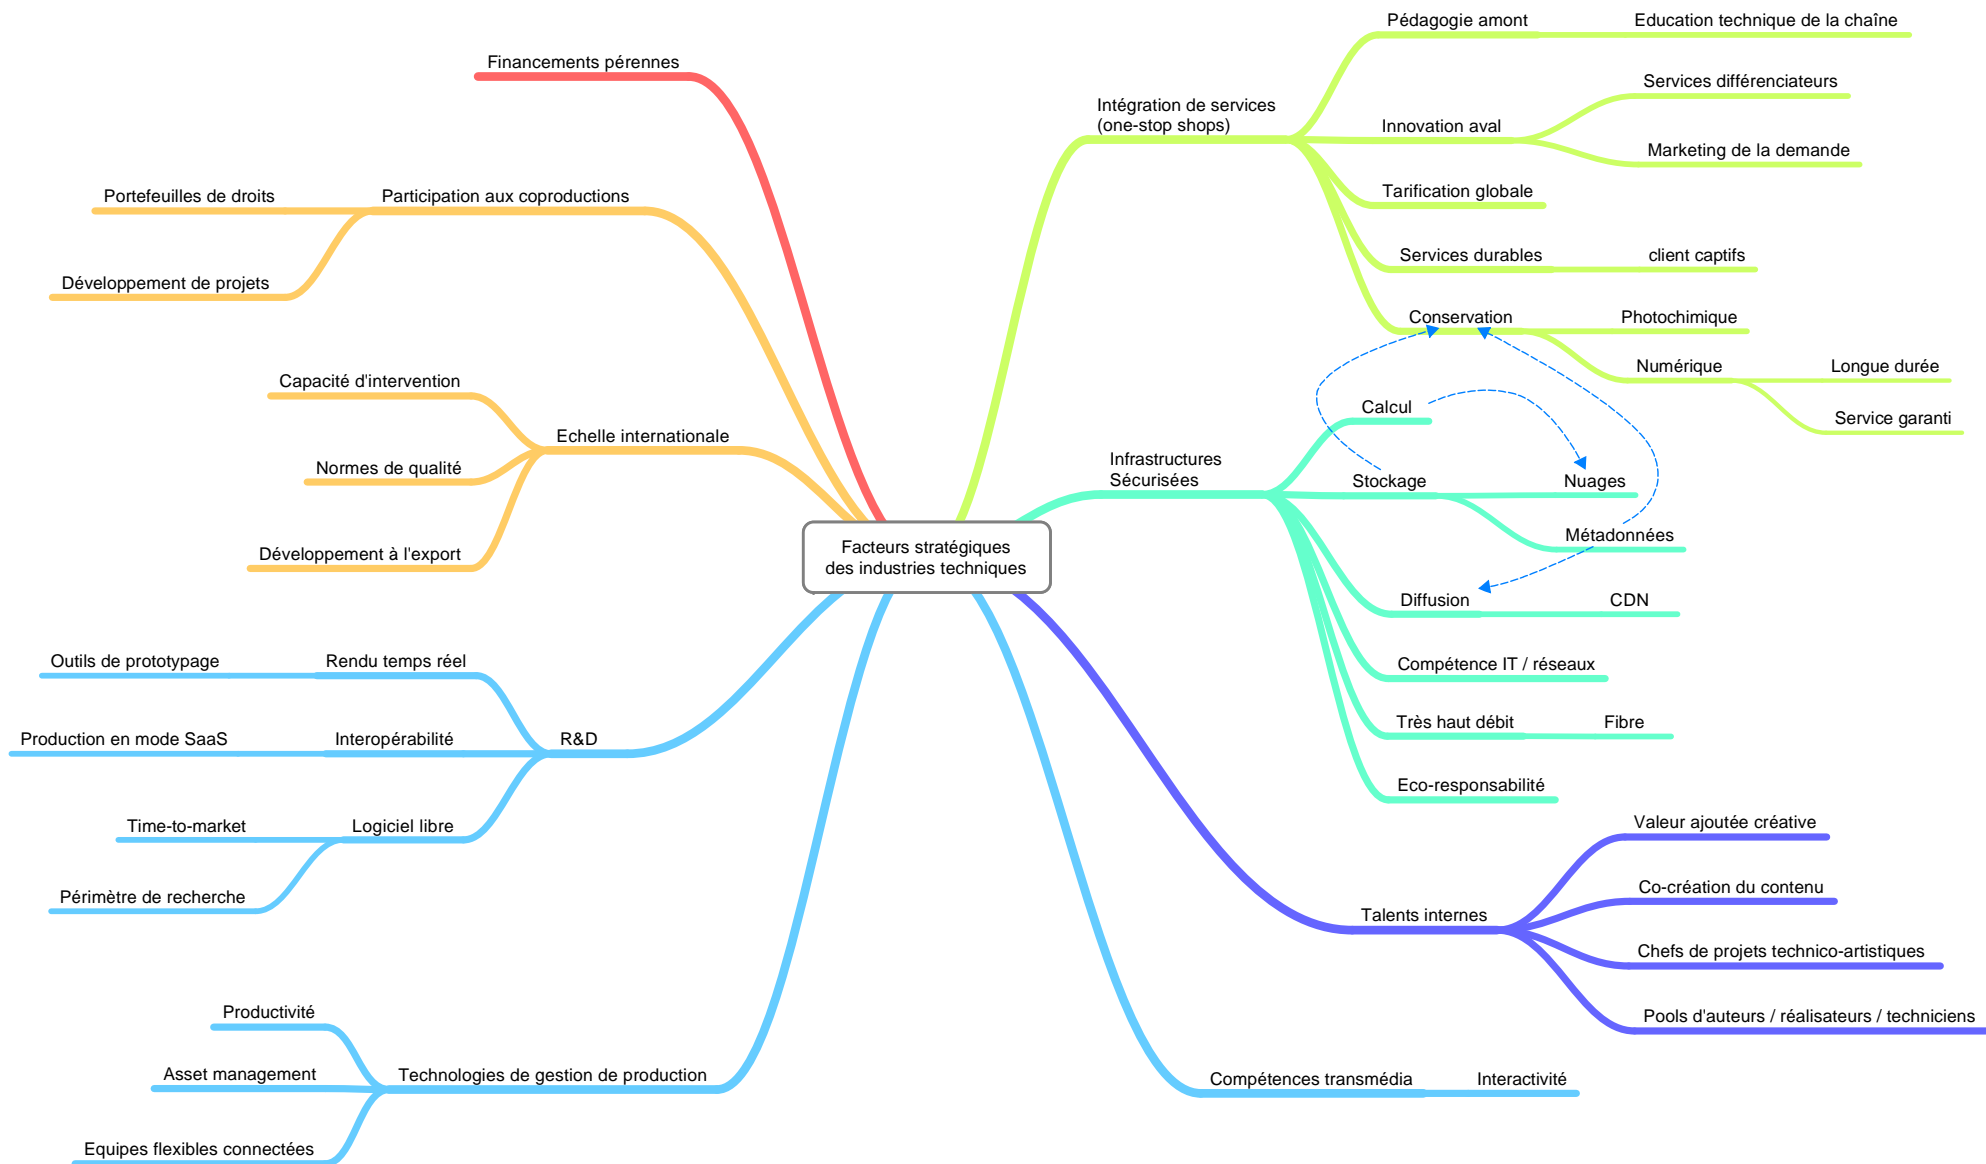 Facteurs stratégiques
des industries techniques
Financements pérennes
Participation aux coproductions
Portefeuilles de droits
Développement de projets
Echelle internationale
Capacité d'intervention
Normes de qualité
Développement à l'export
R&D
Rendu temps réel
Outils de prototypage
Interopérabilité
Production en mode SaaS
Logiciel libre
Time-to-market
Périmètre de recherche
Technologies de gestion de production
Productivité
Asset management
Equipes flexibles connectées
Intégration de services
(one-stop shops)
Pédagogie amont
Education technique de la chaîne
Innovation aval
Services différenciateurs
Marketing de la demande
Tarification globale
Services durables
client captifs
Conservation
Photochimique
Numérique
Longue durée
Service garanti
Infrastructures
Sécurisées
Calcul
Stockage
Nuages
Métadonnées
Diffusion
CDN
Compétence IT / réseaux
Très haut débit
Fibre
Eco-responsabilité
Talents internes
Valeur ajoutée créative
Co-création du contenu
Chefs de projets technico-artistiques
Pools d'auteurs / réalisateurs / techniciens
Compétences transmédia
Interactivité